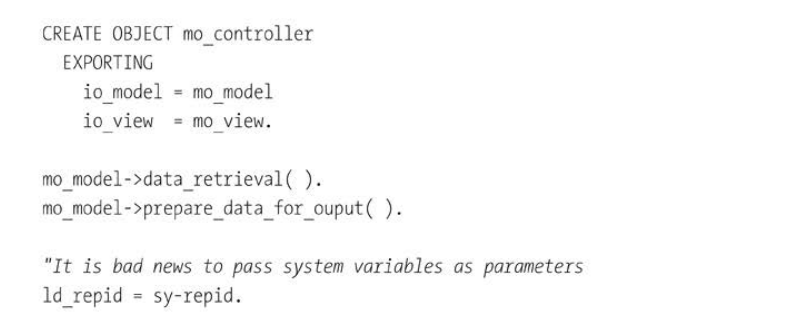 CREATE OBJECT mo_controller
EXPORTING
io_model = mo_model
io_view = mo_view.
mo_model->data_retrieval( ).
mo_model->prepare_data_for_ouput( ).
"It is bad news to pass system variables as parameters
ld_repid = sy-repid.